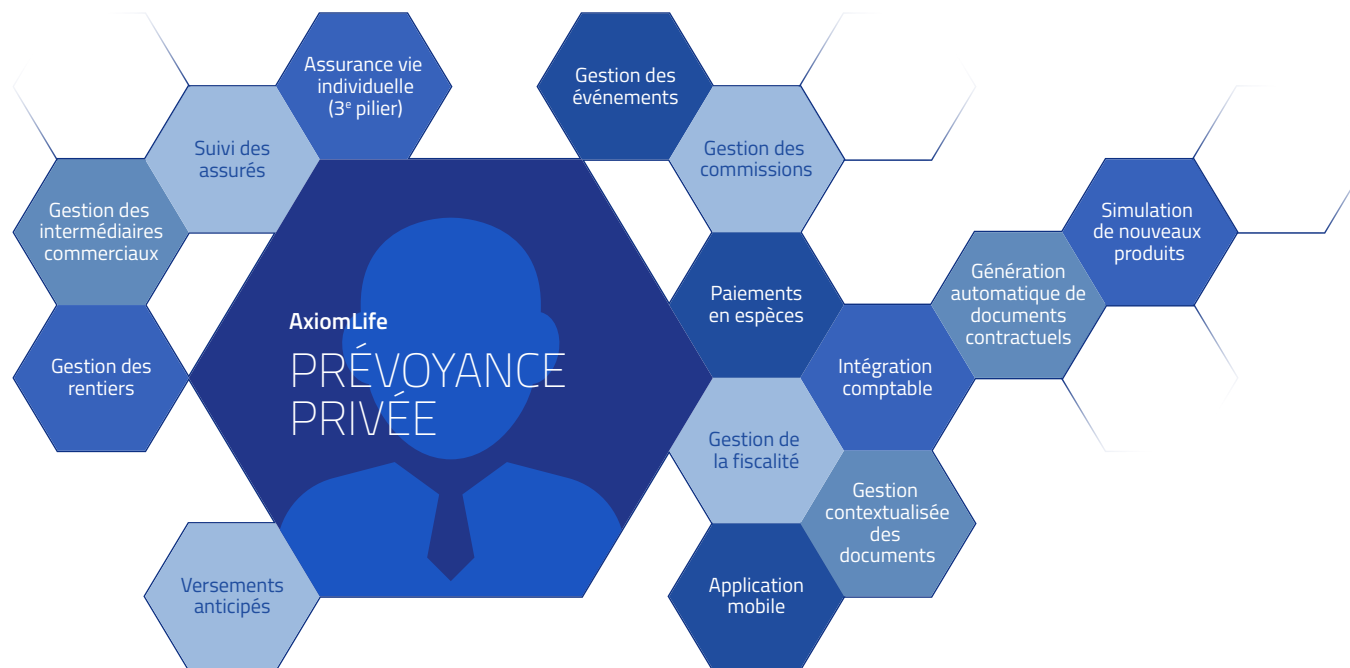 Assurance vie
individuelle
(3e pilier)
Gestion des
événements
Suivi des
assurés
Gestion des
commissions
Gestion des
intermédiaires
commerciaux
Simulation
de nouveaux
produits
Génération
automatique de
documents
contractuels
Paiements
en espèces
AxiomLife
PRÉVOYANCE
PRIVÉE
Gestion des
rentiers
Intégration
comptable
Gestion de
la fiscalité
Gestion
contextualisée
des
documents
Versements
anticipés
Application
mobile